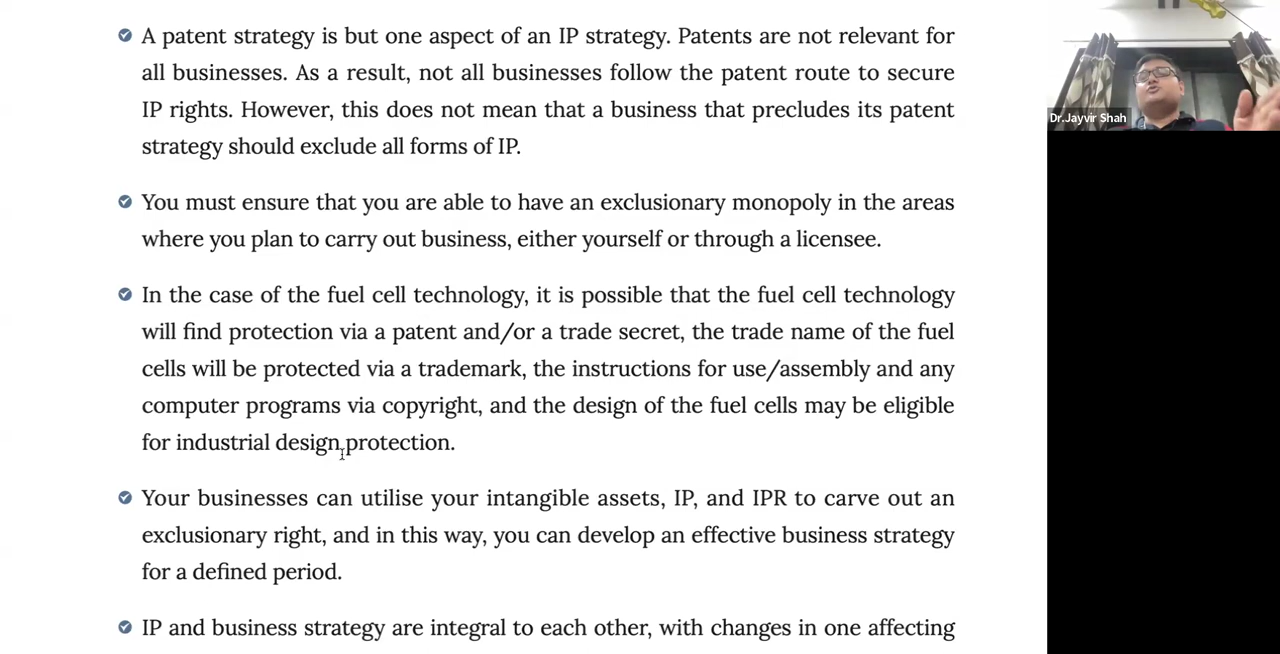 A patent strategy is but one aspect of an IP strategy. Patents are not relevant for
all businesses. As a result, not all businesses follow the patent route to secure
IP rights. However, this does not mean that a business that precludes its patent
strategy should exclude all forms of IP.
You must ensure that you are able to have an exclusionary monopoly in the areas
where you plan to carry out business, either yourself or through a licensee.
In the case of the fuel cell technology, it is possible that the fuel cell technology
will find protection via a patent and/or a trade secret, the trade name of the fuel
cells will be protected via a trademark, the instructions for use/assembly and any
computer programs via copyright, and the design of the fuel cells may be eligible
for industrial design protection.
Your businesses can utilise your intangible assets, IP, and IPR to carve out an
exclusionary right, and in this way, you can develop an effective business strategy
for a defined period.
IP and business strategy are integral to each other, with changes in one affecting
Dr.Jayvir Shah